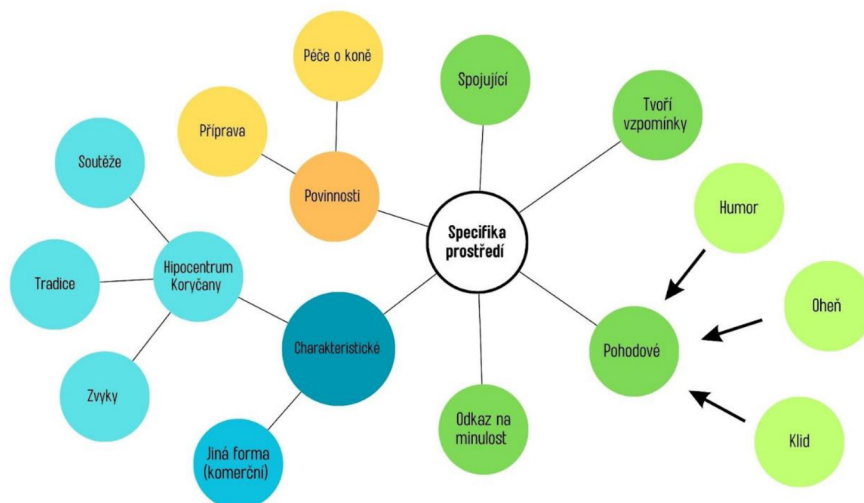 Péče o koně
Spojující
Tvoří
vzpomínky
Příprava
Soutěže
Povinnosti
Humor
Specifika
prostředí
Hipocentrum
Koryčany
Tradice
Oheň
Charakteristické
Pohodové
Zvyky
Odkaz na
minulost
Klid
Jiná forma
(komerční)